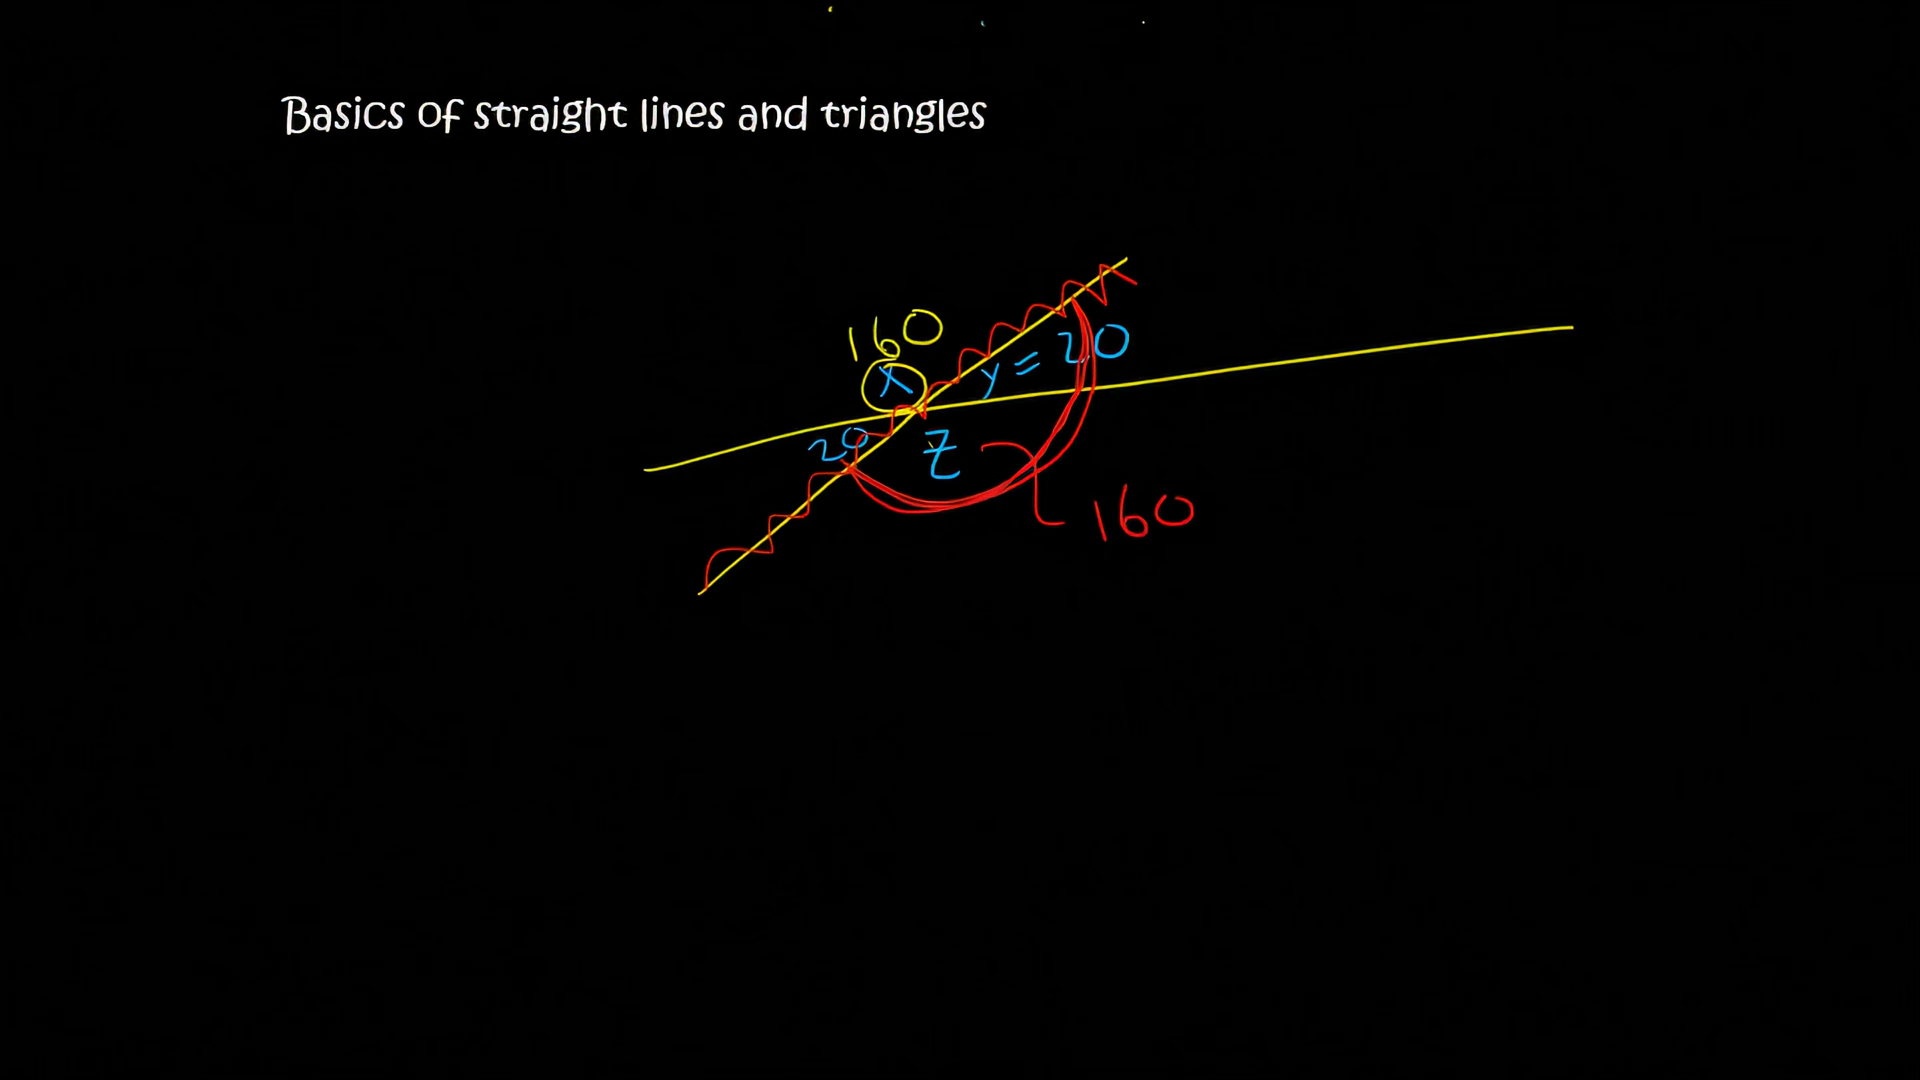 Basics of straight lines and triangles
160
x
y = 20
20
z
160